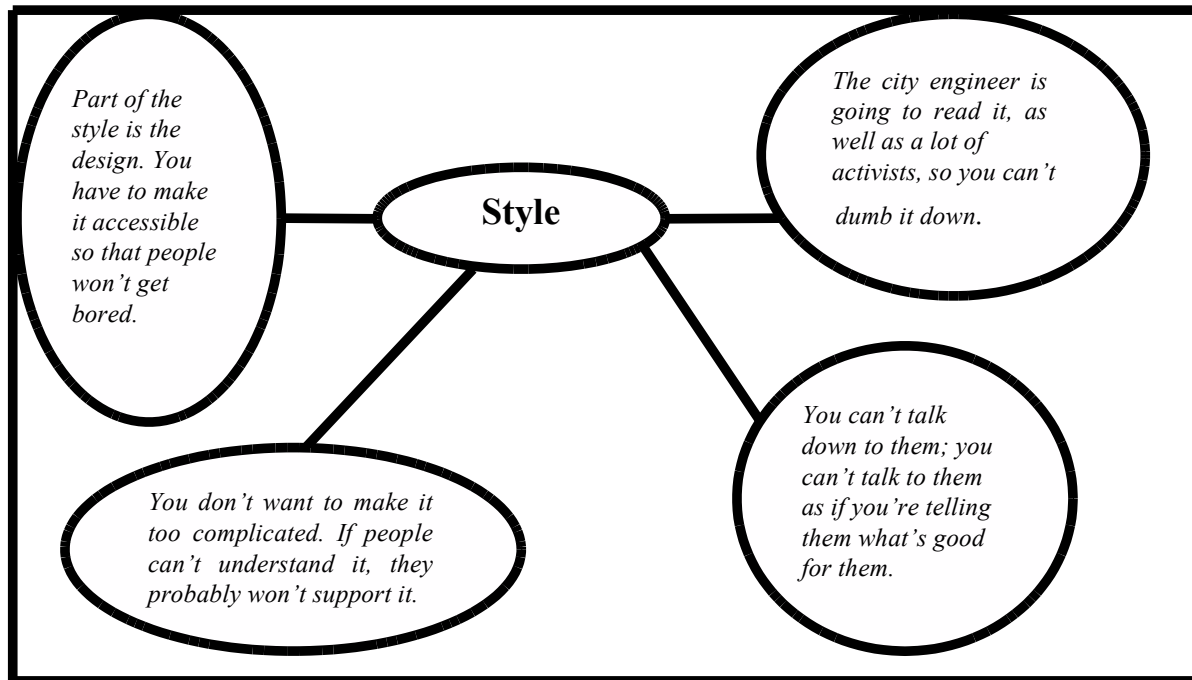 Part of the
style is the
design. You
have to make
it accessible
so that people
won’t get
bored.
Style
The city engineer is
going to read it, as
well as a lot of
activists, so you can’t
dumb it down.
You don’t want to make it
too complicated. If people
can’t understand it, they
probably won’t support it.
You can’t talk
down to them; you
can’t talk to them
as if you’re telling
them what’s good
for them.